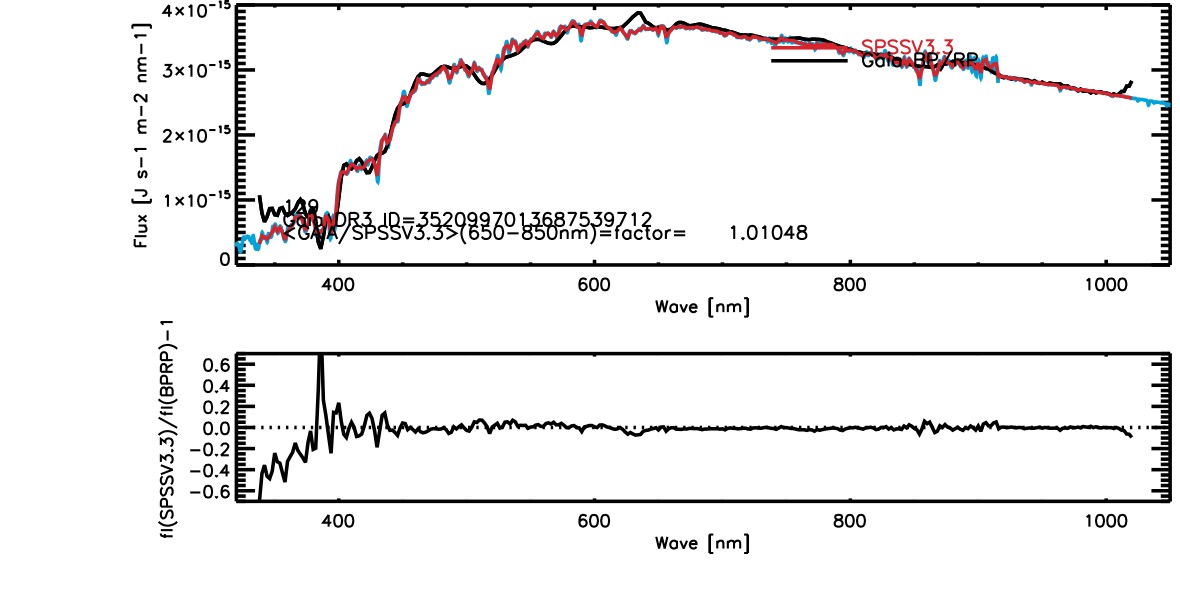 4×10⁻¹⁵
3×10⁻¹⁵
2×10⁻¹⁵
1×10⁻¹⁵
0
Flux [J s−1 m−2 nm−1]
SPSSV3.3
Gaia BP/RP
129
Gaia DR3 ID=3520997013687539712
<GAIA/SPSSV3.3>(650−850nm)=factor= 1.01048
400 600 800 1000
Wave [nm]
0.6
0.4
0.2
0.0
−0.2
−0.4
−0.6
fl(SPSSV3.3)/fl(BPRP)−1
400 600 800 1000
Wave [nm]